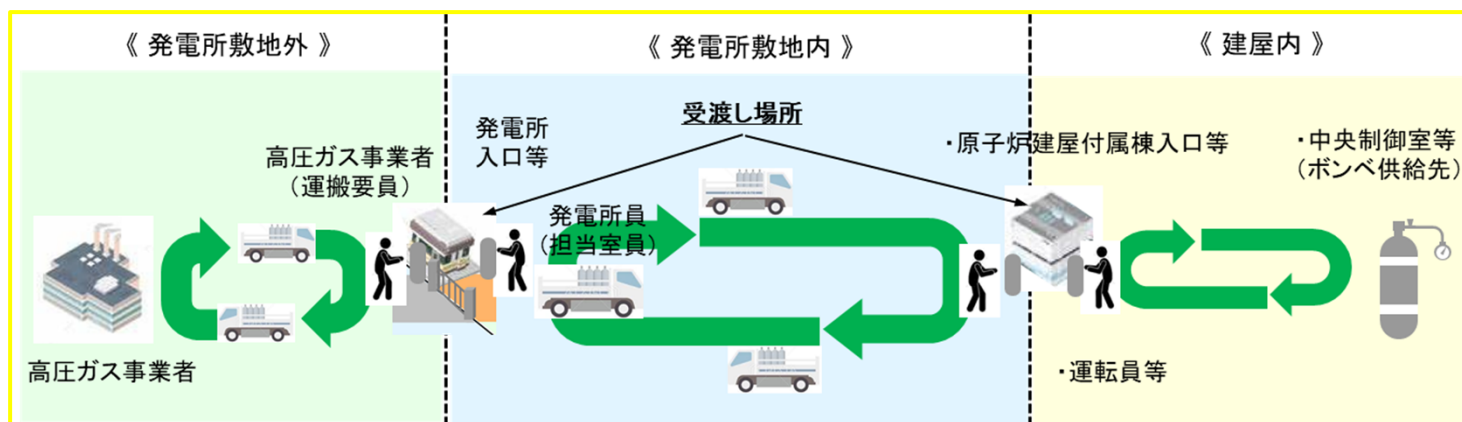 《 発電所敷地外 》
《 発電所敷地内 》
《 建屋内 》
高圧ガス事業者
（運搬要員）
高圧ガス事業者
受渡し場所
発電所
入口等
発電所員
（担当室員）
・原子炉建屋付属棟入口等
・中央制御室等
（ボンベ供給先）
・運転員等